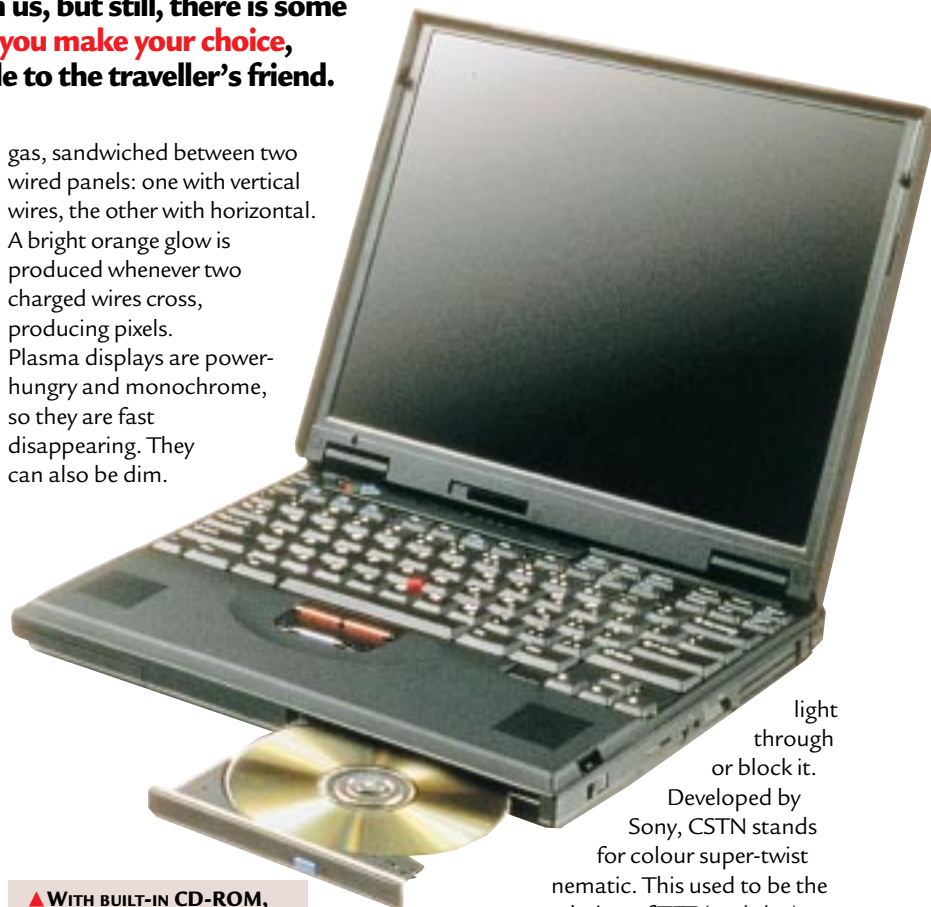 us, but still, there is some
you make your choice,
to the traveller's friend.
gas, sandwiched between two
wired panels: one with vertical
wires, the other with horizontal.
A bright orange glow is
produced whenever two
charged wires cross,
producing pixels.
Plasma displays are power-
hungry and monochrome,
so they are fast
disappearing. They
can also be dim.
light
through
or block it.
Developed by
Sony, CSTN stands
for colour super-twist
nematic. This used to be the
▲WITH BUILT-IN CD-ROM,